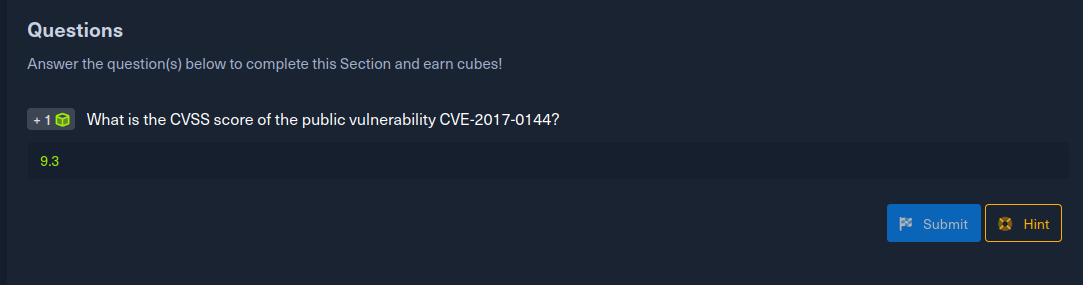 Questions
Answer the question(s) below to complete this Section and earn cubes!
+ 1 What is the CVSS score of the public vulnerability CVE-2017-0144?
9.3
Submit Hint